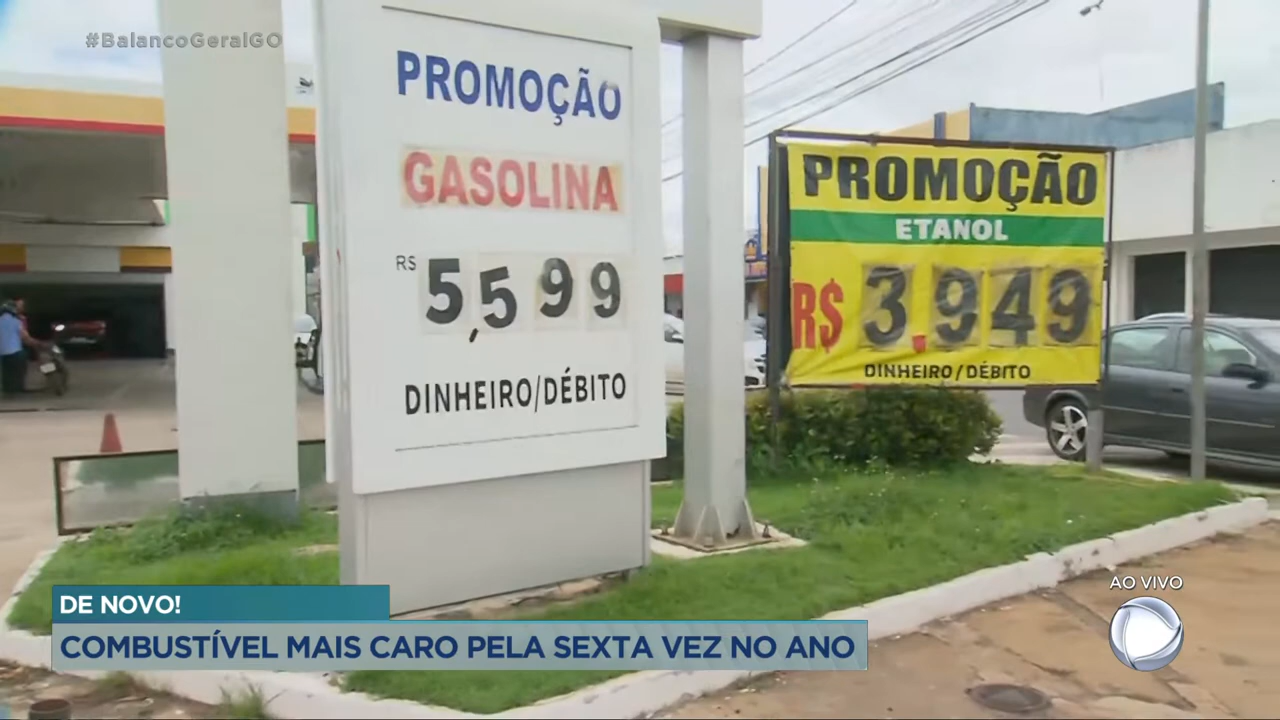 #BalancoGeralGO
PROMOÇÃO
GASOLINA
R$ 5,599
DINHEIRO/DÉBITO
PROMOÇÃO
ETANOL
R$ 3.949
DINHEIRO/DÉBITO
AO VIVO
DE NOVO!
COMBUSTÍVEL MAIS CARO PELA SEXTA VEZ NO ANO